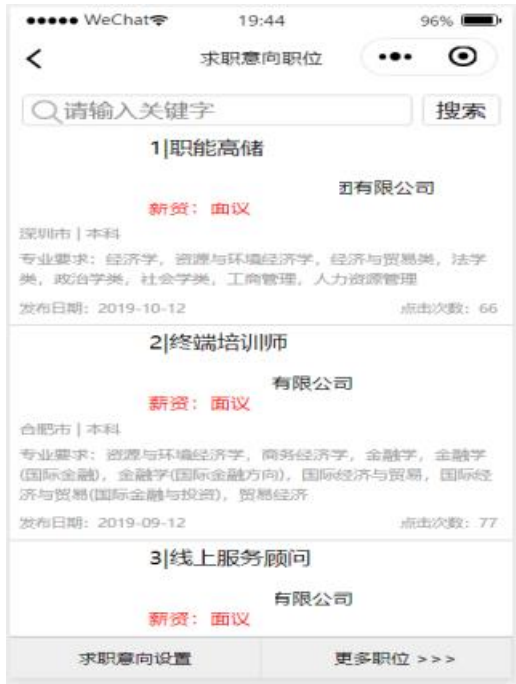 WeChat 19:44 96%
求职意向职位
请输入关键字 搜索
1|职能高储
团有限公司
薪资：面议
深圳市 | 本科
专业要求：经济学，资源与环境经济学，经济与贸易类，法学
类，政治学类，社会学类，工商管理，人力资源管理
发布日期：2019-10-12 点击次数：66
2|终端培训师
有限公司
薪资：面议
合肥市 | 本科
专业要求：资源与环境经济学，商务经济学，金融学，金融学
(国际金融)，金融学(国际金融方向)，国际经济与贸易，国际经
济与贸易(国际金融与投资)，贸易经济
发布日期：2019-09-12 点击次数：77
3|线上服务顾问
有限公司
薪资：面议
求职意向设置 更多职位 >>>